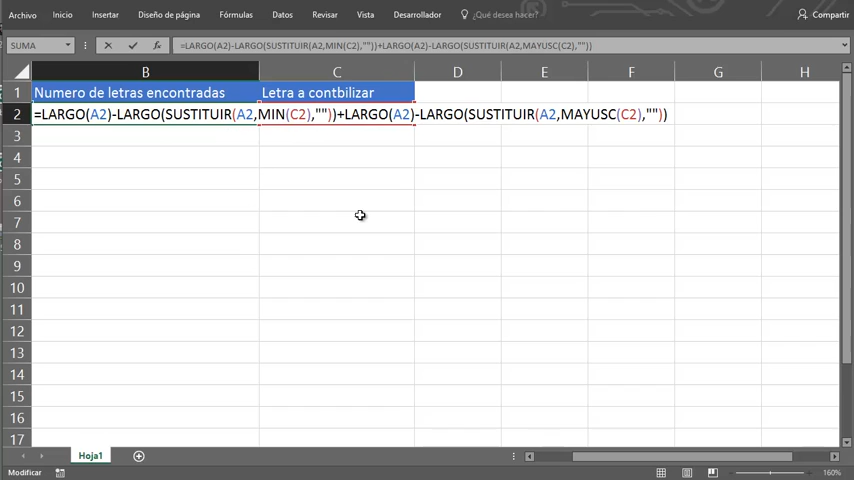 Archivo Inicio Insertar Diseño de página Fórmulas Datos Revisar Vista Desarrollador ¿Qué desea hacer? Compartir
SUMA fx =LARGO(A2)-LARGO(SUSTITUIR(A2,MIN(C2),""))+LARGO(A2)-LARGO(SUSTITUIR(A2,MAYUSC(C2),""))
B C D E F G H
1 Numero de letras encontradas Letra a contbilizar
2 =LARGO(A2)-LARGO(SUSTITUIR(A2,MIN(C2),""))+LARGO(A2)-LARGO(SUSTITUIR(A2,MAYUSC(C2),""))
3
4
5
6
7
8
9
10
11
12
13
14
15
16
17
Hoja1
Modificar 160%